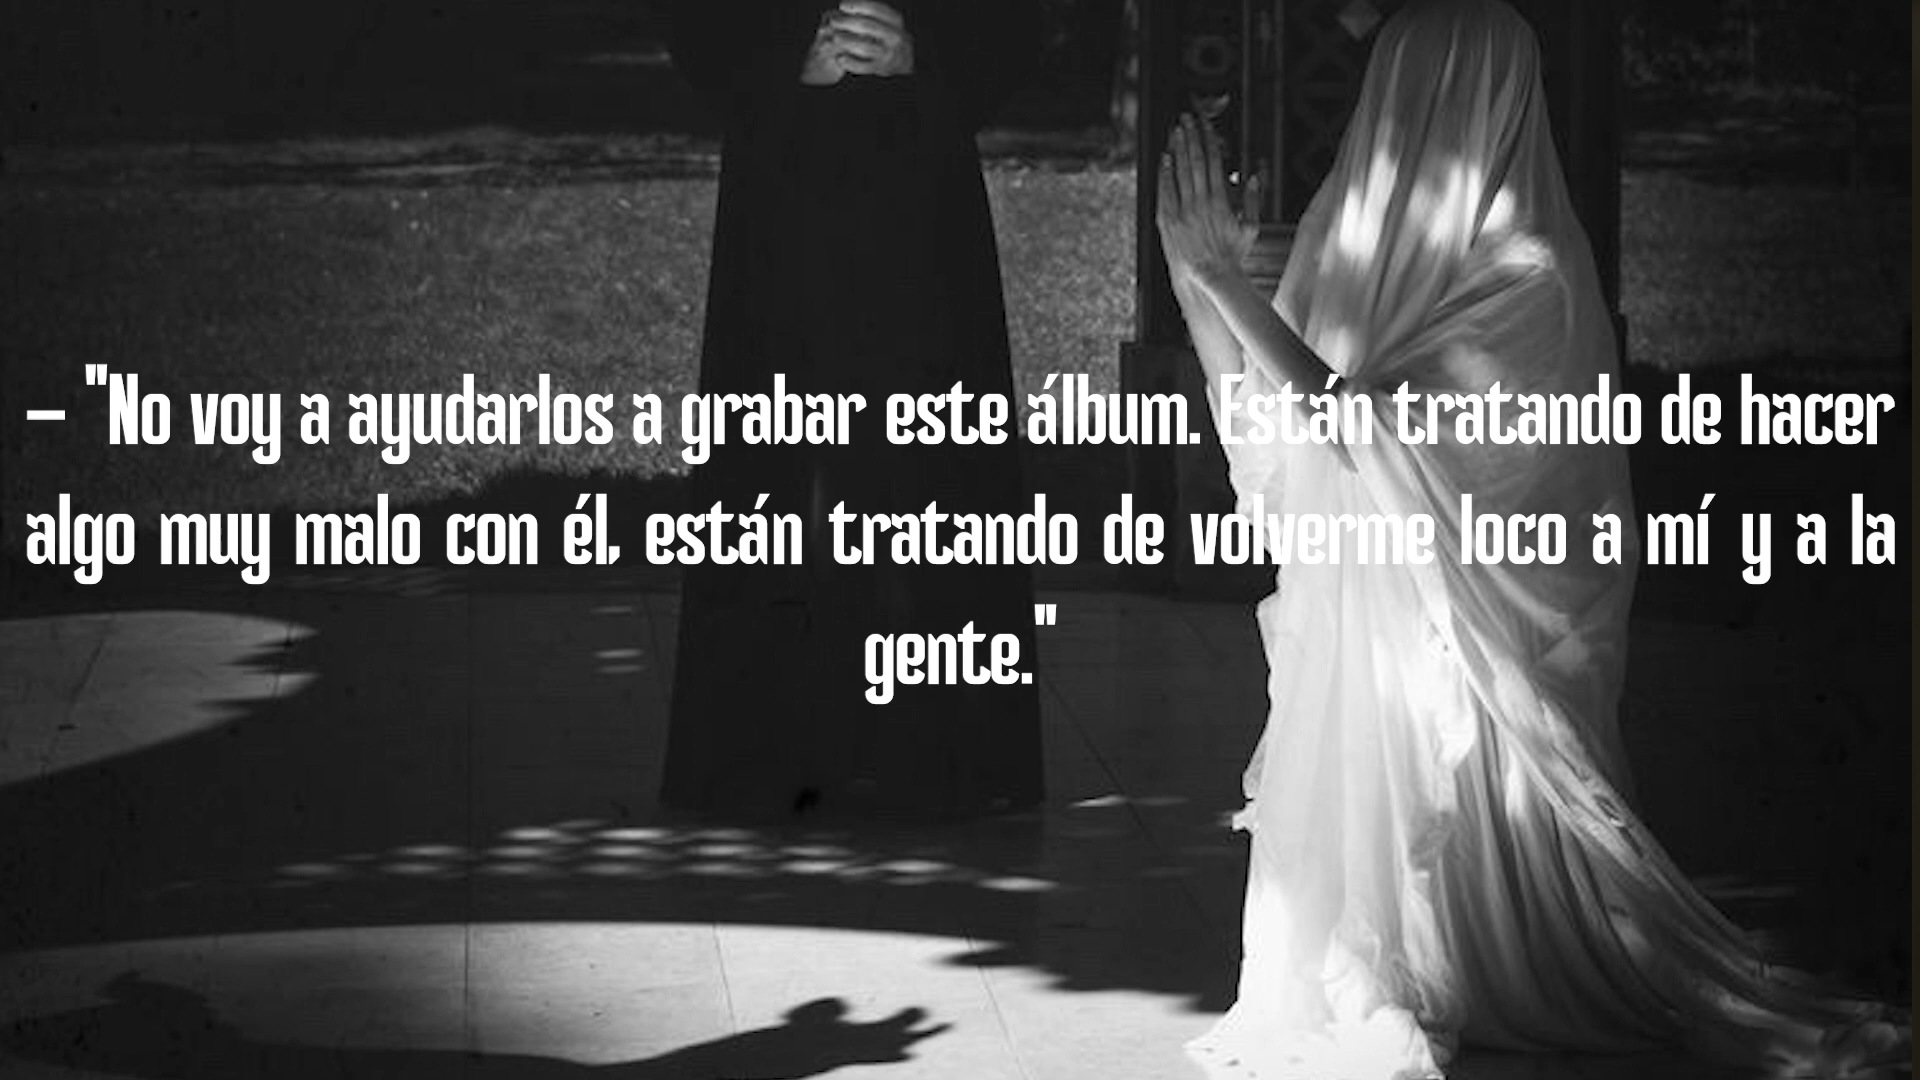 – "No voy a ayudarlos a grabar este álbum. Están tratando de hacer
algo muy malo con él, están tratando de volverme loco a mí y a la
gente."